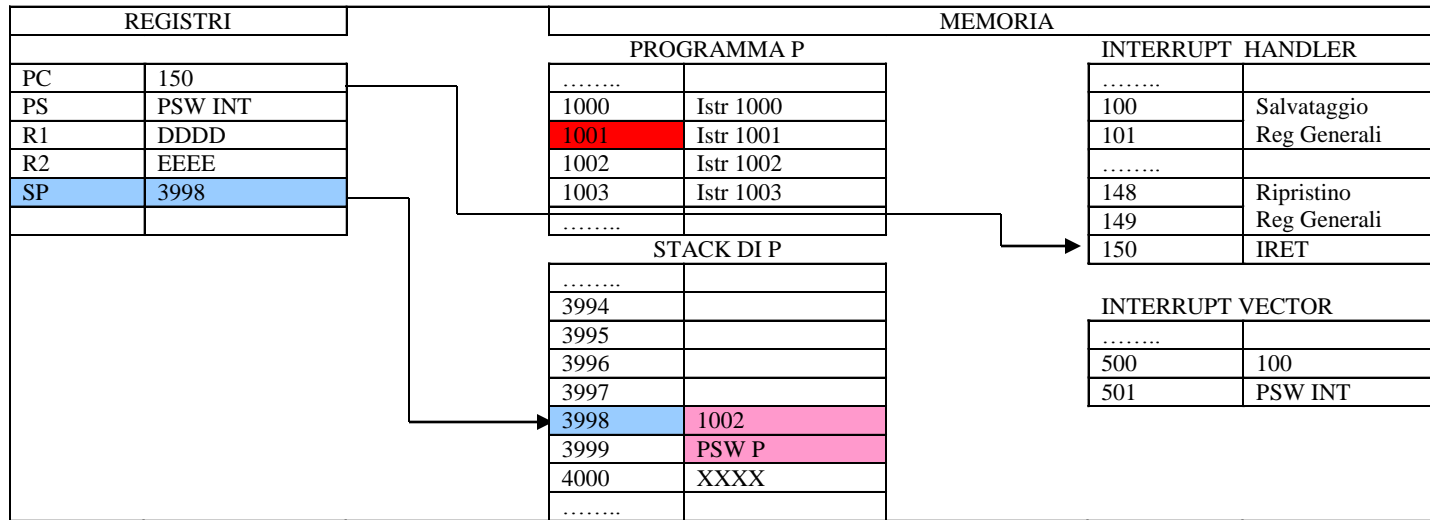 REGISTRI
PC 150
PS PSW INT
R1 DDDD
R2 EEEE
SP 3998
MEMORIA
PROGRAMMA P
……..
1000 Istr 1000
1001 Istr 1001
1002 Istr 1002
1003 Istr 1003
……..
STACK DI P
……..
3994
3995
3996
3997
3998 1002
3999 PSW P
4000 XXXX
……..
INTERRUPT HANDLER
……..
100 Salvataggio
101 Reg Generali
……..
148 Ripristino
149 Reg Generali
150 IRET
INTERRUPT VECTOR
……..
500 100
501 PSW INT